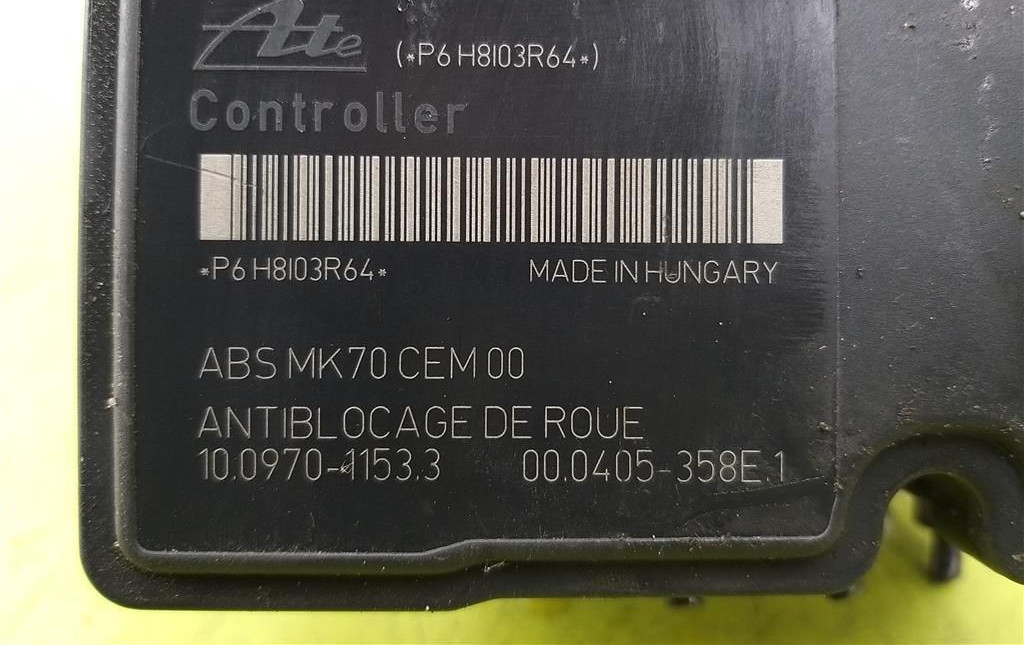 Ate (*P6 H8I03R64*)
Controller
*P6 H8I03R64* MADE IN HUNGARY
ABS MK70 CEM 00
ANTIBLOCAGE DE ROUE
10.0970-1153.3 00.0405-358E.1